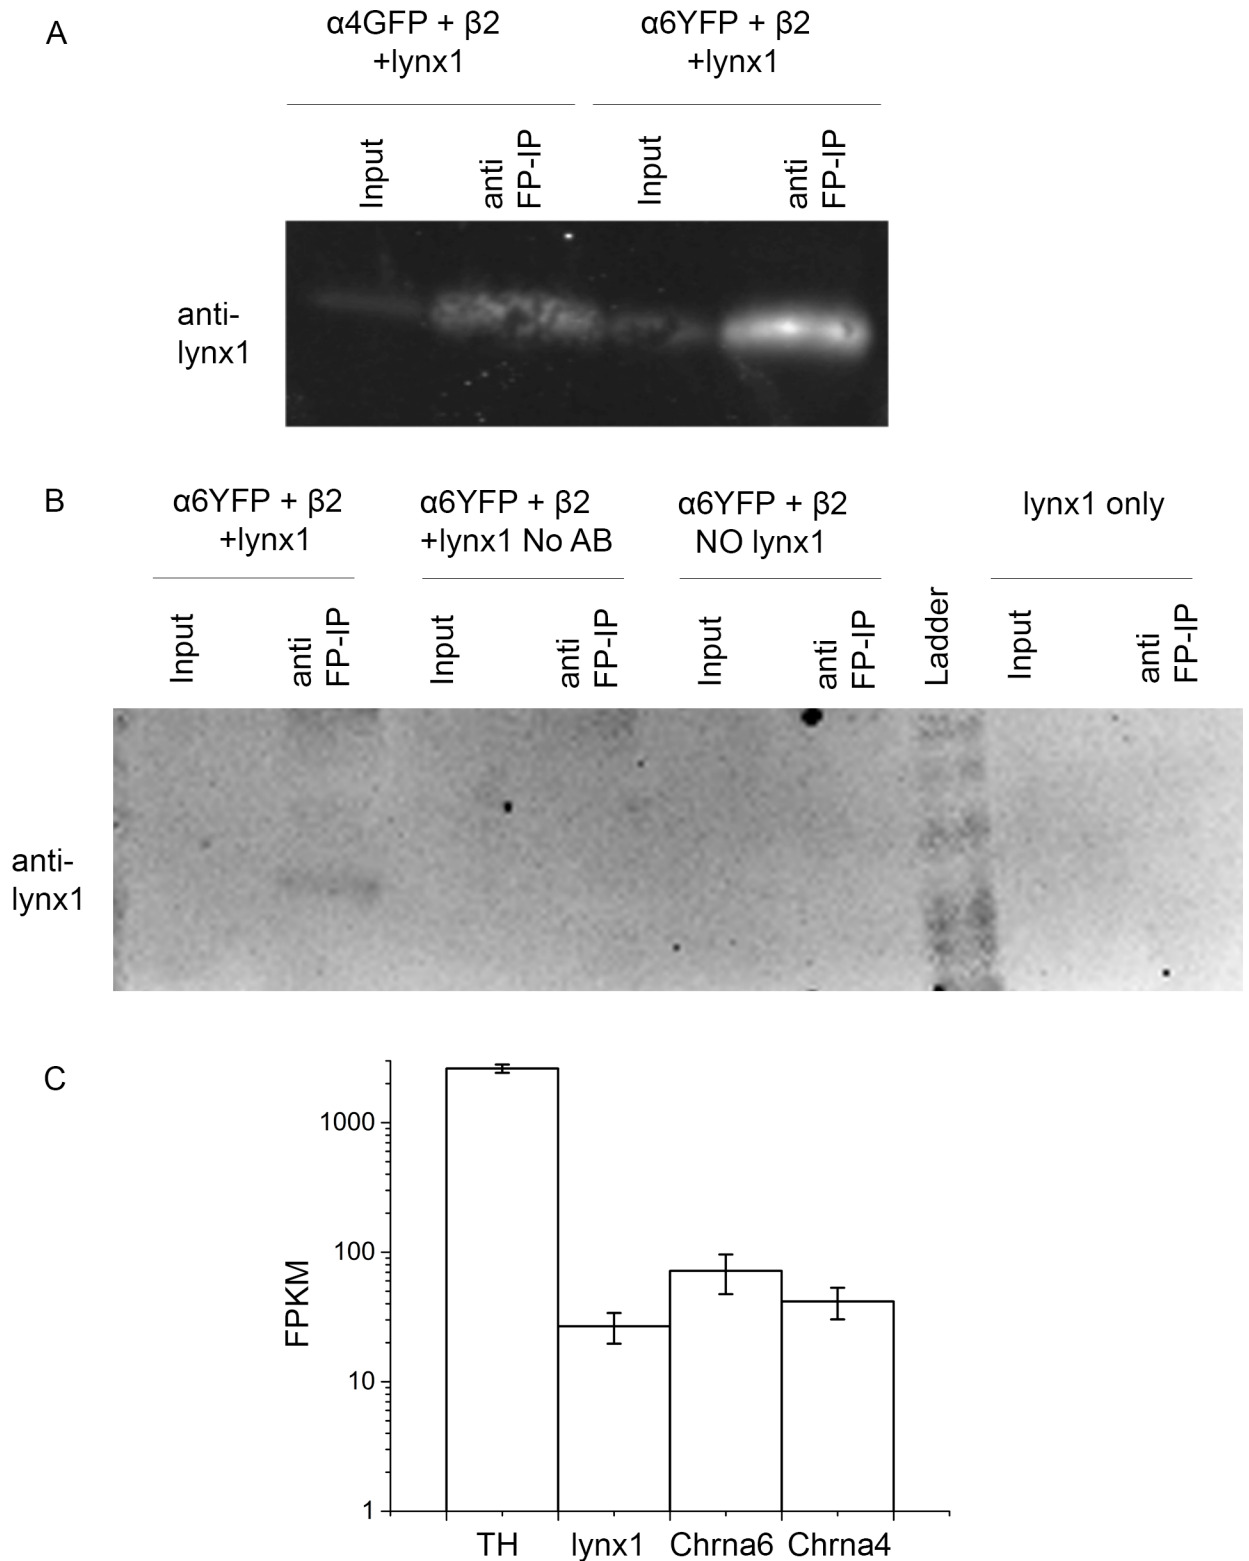 A
α4GFP + β2
+lynx1
α6YFP + β2
+lynx1
Input
anti
FP-IP
Input
anti
FP-IP
anti-
lynx1
B
α6YFP + β2
+lynx1
α6YFP + β2
+lynx1 No AB
α6YFP + β2
NO lynx1
lynx1 only
Input
anti
FP-IP
Input
anti
FP-IP
Input
anti
FP-IP
Ladder
Input
anti
FP-IP
anti-
lynx1
C
FPKM
1000
100
10
1
TH
lynx1
Chrna6
Chrna4